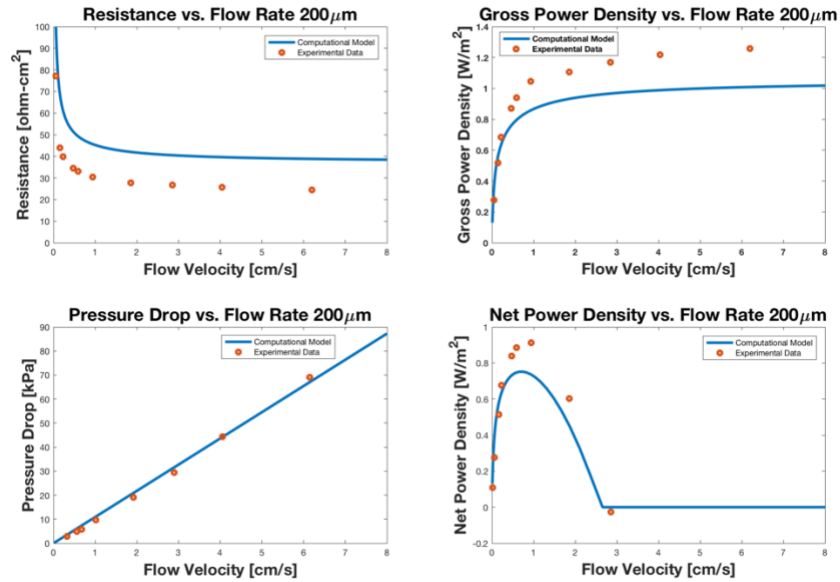 Resistance vs. Flow Rate 200μm
Resistance [ohm-cm²]
100
90
80
70
60
50
40
30
20
10
0
Computational Model
Experimental Data
0 1 2 3 4 5 6 7 8
Flow Velocity [cm/s]
Gross Power Density vs. Flow Rate 200μm
Gross Power Density [W/m²]
1.4
1.2
1
0.8
0.6
0.4
0.2
0
Computational Model
Experimental Data
0 1 2 3 4 5 6 7 8
Flow Velocity [cm/s]
Pressure Drop vs. Flow Rate 200μm
Pressure Drop [kPa]
90
80
70
60
50
40
30
20
10
0
Computational Model
Experimental Data
0 1 2 3 4 5 6 7 8
Flow Velocity [cm/s]
Net Power Density vs. Flow Rate 200μm
Net Power Density [W/m²]
1
0.8
0.6
0.4
0.2
0
-0.2
Computational Model
Experimental Data
0 1 2 3 4 5 6 7 8
Flow Velocity [cm/s]